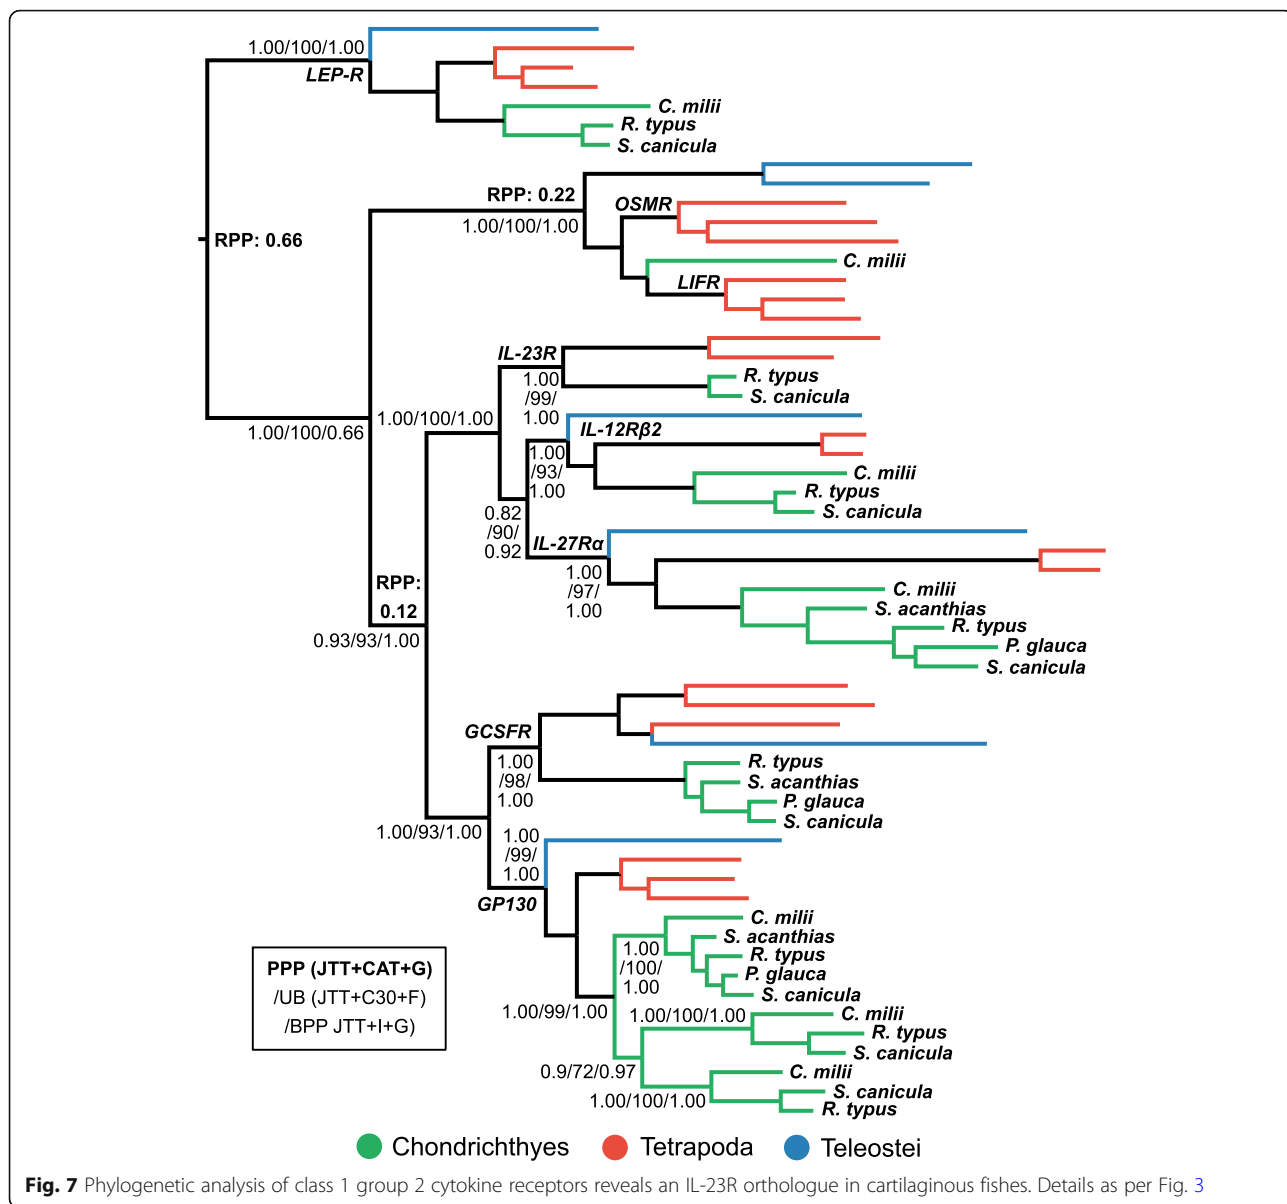 1.00/100/1.00
LEP-R
C. milii
R. typus
S. canicula
RPP: 0.66
RPP: 0.22
1.00/100/1.00
OSMR
C. milii
LIFR
IL-23R
1.00
/99/
1.00
R. typus
S. canicula
1.00/100/0.66
1.00/100/1.00
IL-12Rβ2
1.00
/93/
1.00
C. milii
R. typus
S. canicula
0.82
/90/
0.92
IL-27Rα
1.00
/97/
1.00
C. milii
S. acanthias
R. typus
P. glauca
S. canicula
RPP:
0.12
0.93/93/1.00
GCSFR
1.00
/98/
1.00
R. typus
S. acanthias
P. glauca
S. canicula
1.00/93/1.00
1.00
/99/
1.00
GP130
C. milii
S. acanthias
R. typus
P. glauca
S. canicula
1.00
/100/
1.00
1.00/99/1.00
1.00/100/1.00
C. milii
R. typus
S. canicula
0.9/72/0.97
1.00/100/1.00
C. milii
S. canicula
R. typus
PPP (JTT+CAT+G)
/UB (JTT+C30+F)
/BPP JTT+I+G)
Chondrichthyes
Tetrapoda
Teleostei
Fig. 7 Phylogenetic analysis of class 1 group 2 cytokine receptors reveals an IL-23R orthologue in cartilaginous fishes. Details as per Fig. 3